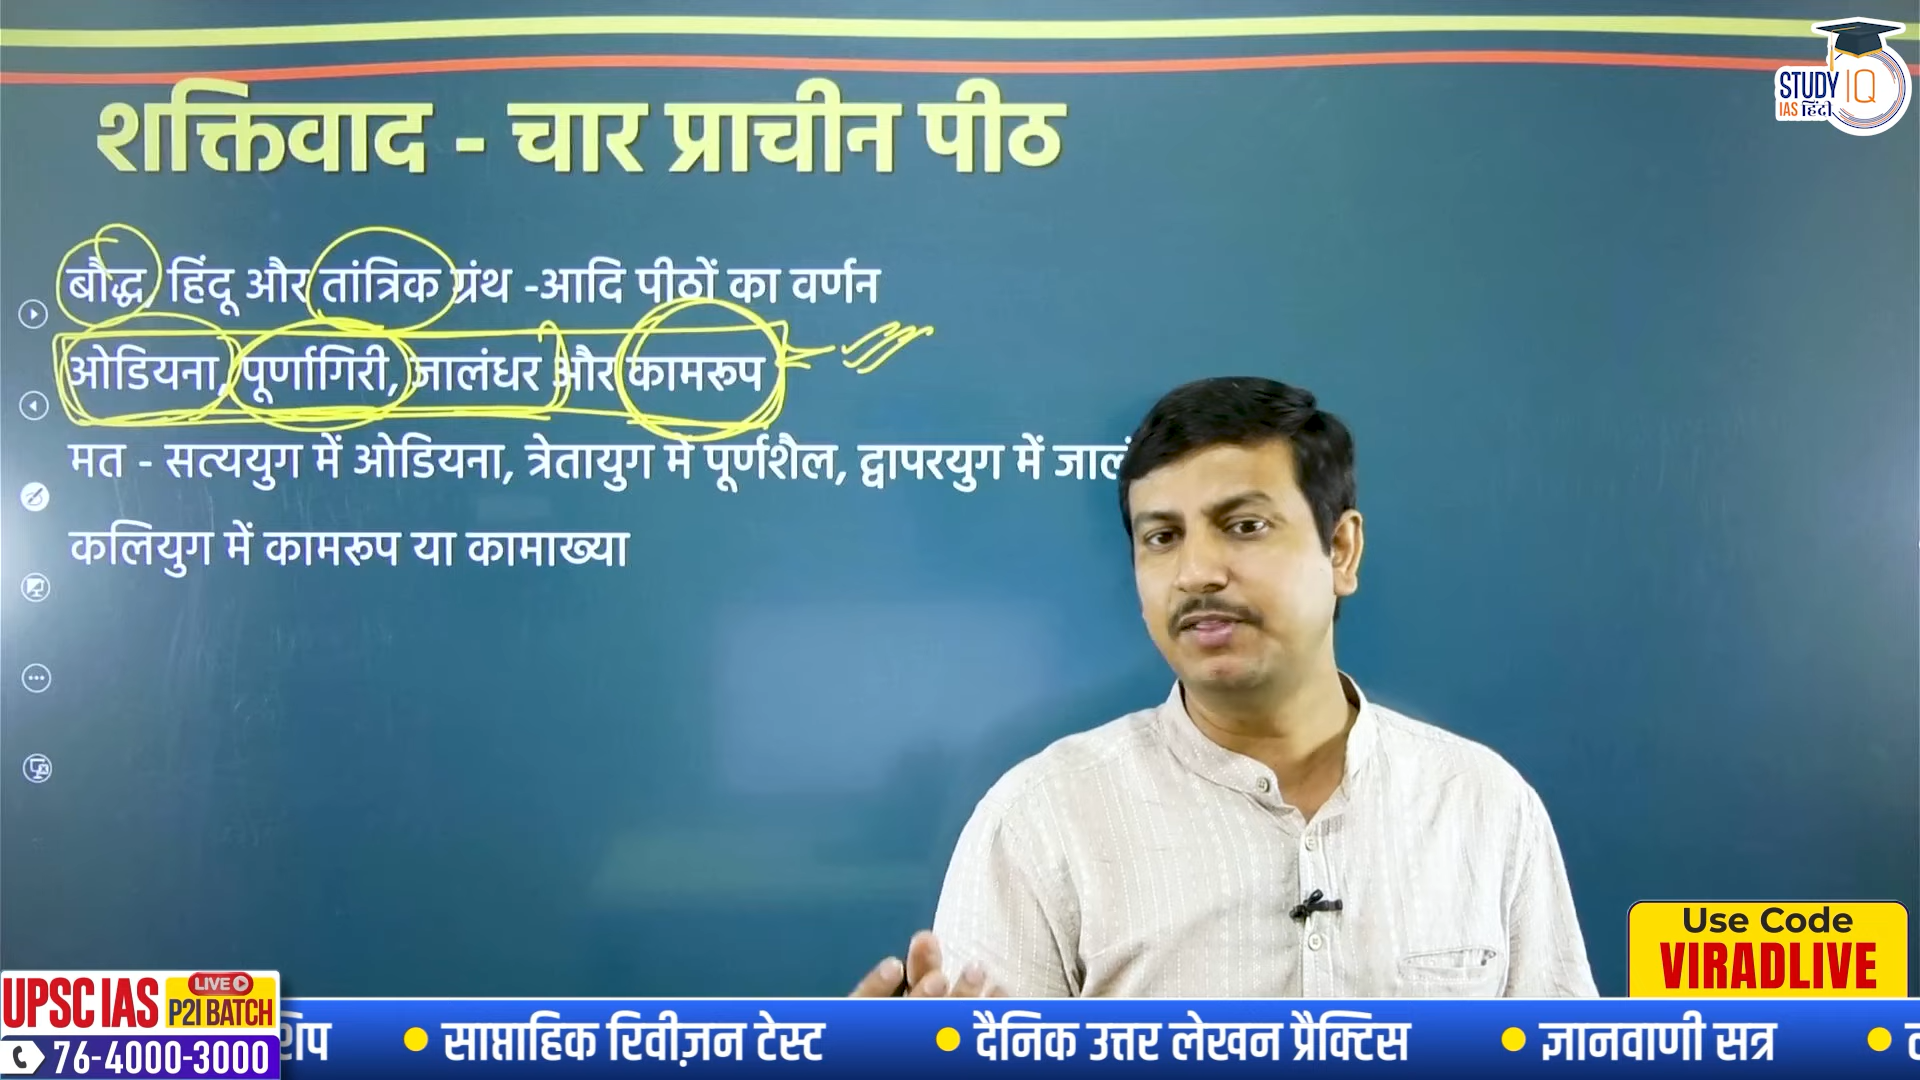 शक्तिवाद - चार प्राचीन पीठ
STUDY IQ
IAS हिंदी
बौद्ध, हिंदू और तांत्रिक ग्रंथ -आदि पीठों का वर्णन
ओडियना, पूर्णागिरी, जालंधर और कामरूप
मत - सत्ययुग में ओडियना, त्रेतायुग में पूर्णशैल, द्वापरयुग में
कलियुग में कामरूप या कामाख्या
Use Code
VIRADLIVE
UPSC IAS LIVE P2I BATCH
76-4000-3000
साप्ताहिक रिवीज़न टेस्ट
दैनिक उत्तर लेखन प्रैक्टिस
ज्ञानवाणी सत्र